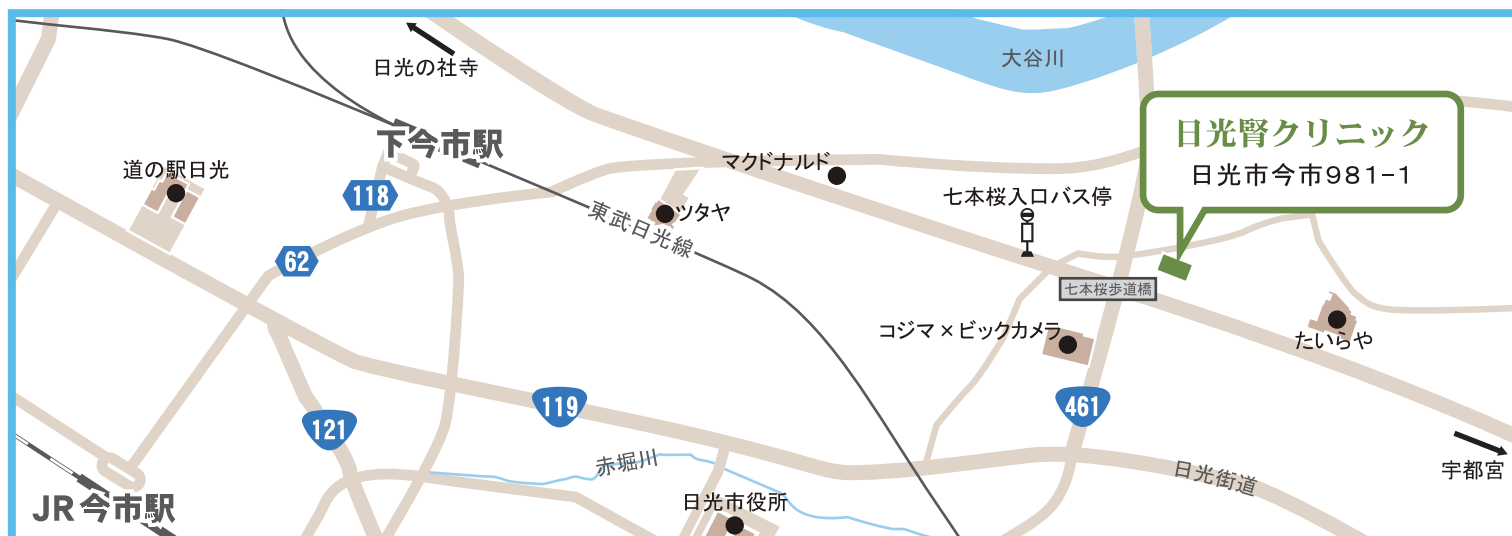 大谷川
日光の社寺
日光腎クリニック
日光市今市981-1
下今市駅
道の駅日光
マクドナルド
118
七本桜入口バス停
ツタヤ
東武日光線
62
七本桜歩道橋
コジマ×ビックカメラ
たいらや
119
461
121
赤堀川
日光街道
宇都宮
JR今市駅
日光市役所